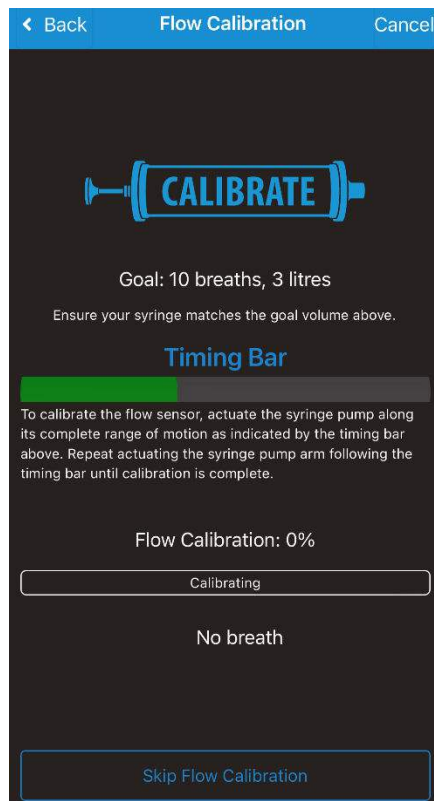 Back Flow Calibration Cancel
CALIBRATE
Goal: 10 breaths, 3 litres
Ensure your syringe matches the goal volume above.
Timing Bar
To calibrate the flow sensor, actuate the syringe pump along
its complete range of motion as indicated by the timing bar
above. Repeat actuating the syringe pump arm following the
timing bar until calibration is complete.
Flow Calibration: 0%
Calibrating
No breath
Skip Flow Calibration